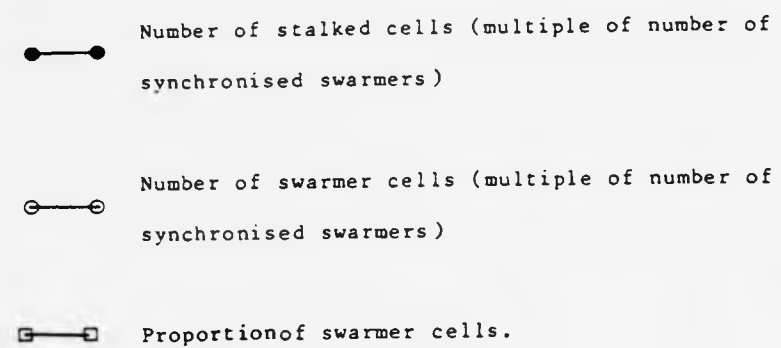 Number of stalked cells (multiple of number of
synchronised swarmers)
Number of swarmer cells (multiple of number of
synchronised swarmers)
Proportionof swarmer cells.